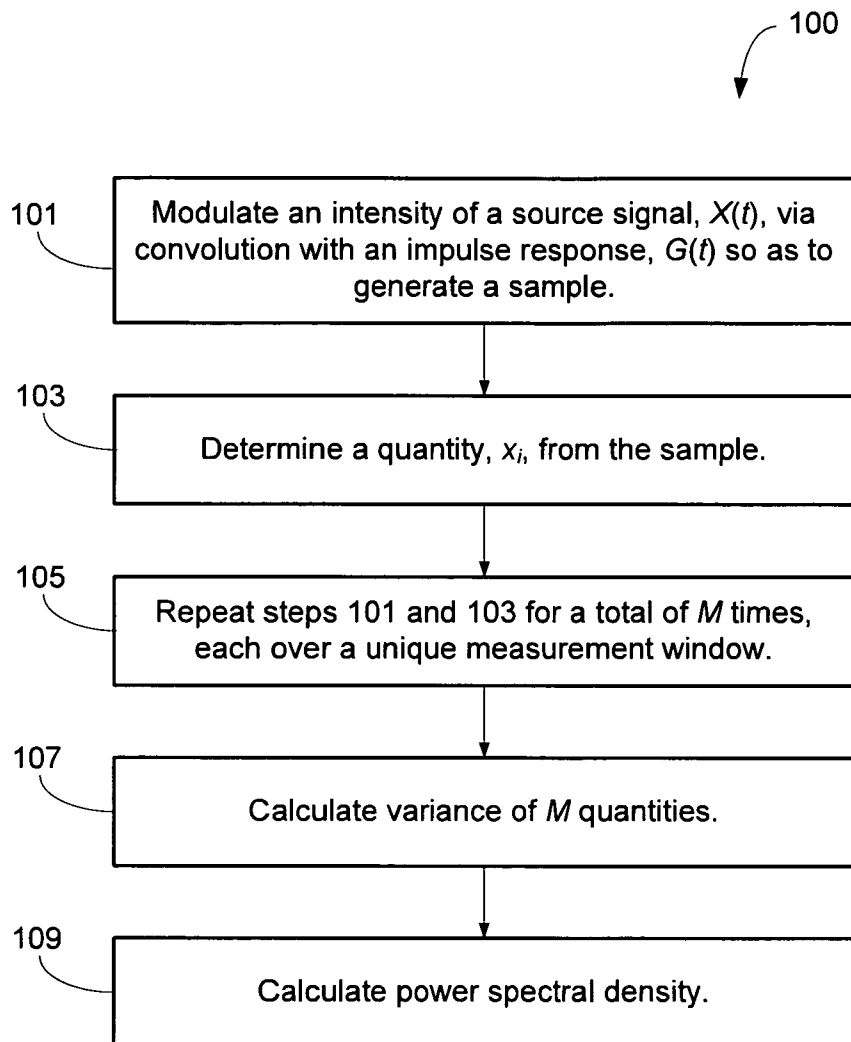 100
101
Modulate an intensity of a source signal, X(t), via
convolution with an impulse response, G(t) so as to
generate a sample.
103
Determine a quantity, xi, from the sample.
105
Repeat steps 101 and 103 for a total of M times,
each over a unique measurement window.
107
Calculate variance of M quantities.
109
Calculate power spectral density.